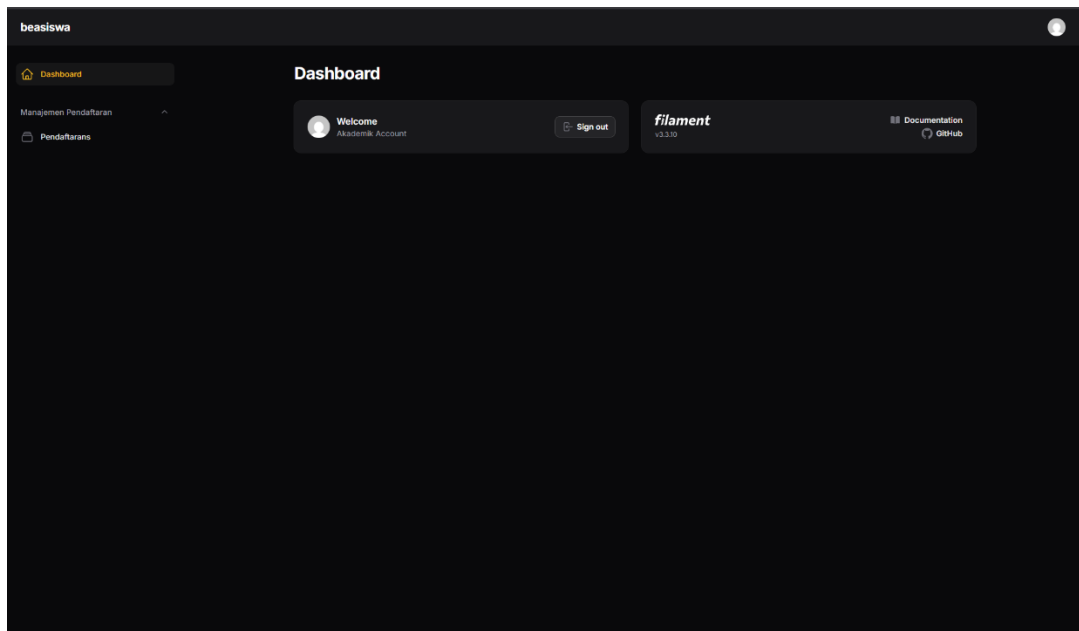 beasiswa
Dashboard
Manajemen Pendaftaran
Pendaftarans
Dashboard
Welcome
Akademik Account
Sign out
filament
v3.3.10
Documentation
GitHub